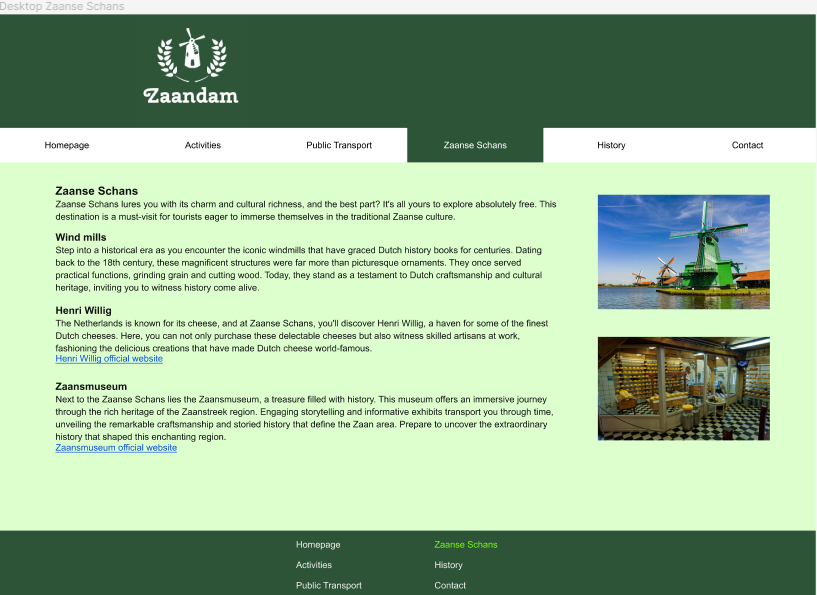 Desktop Zaanse Schans
Zaandam
Homepage Activities Public Transport Zaanse Schans History Contact
Zaanse Schans
Zaanse Schans lures you with its charm and cultural richness, and the best part? It's all yours to explore absolutely free. This
destination is a must-visit for tourists eager to immerse themselves in the traditional Zaanse culture.
Wind mills
Step into a historical era as you encounter the iconic windmills that have graced Dutch history books for centuries. Dating
back to the 18th century, these magnificent structures were far more than picturesque ornaments. They once served
practical functions, grinding grain and cutting wood. Today, they stand as a testament to Dutch craftsmanship and cultural
heritage, inviting you to witness history come alive.
Henri Willig
The Netherlands is known for its cheese, and at Zaanse Schans, you'll discover Henri Willig, a haven for some of the finest
Dutch cheeses. Here, you can not only purchase these delectable cheeses but also witness skilled artisans at work,
fashioning the delicious creations that have made Dutch cheese world-famous.
Henri Willig official website
Zaansmuseum
Next to the Zaanse Schans lies the Zaansmuseum, a treasure filled with history. This museum offers an immersive journey
through the rich heritage of the Zaanstreek region. Engaging storytelling and informative exhibits transport you through time,
unveiling the remarkable craftsmanship and storied history that define the Zaan area. Prepare to uncover the extraordinary
history that shaped this enchanting region.
Zaansmuseum official website
Homepage Zaanse Schans
Activities History
Public Transport Contact